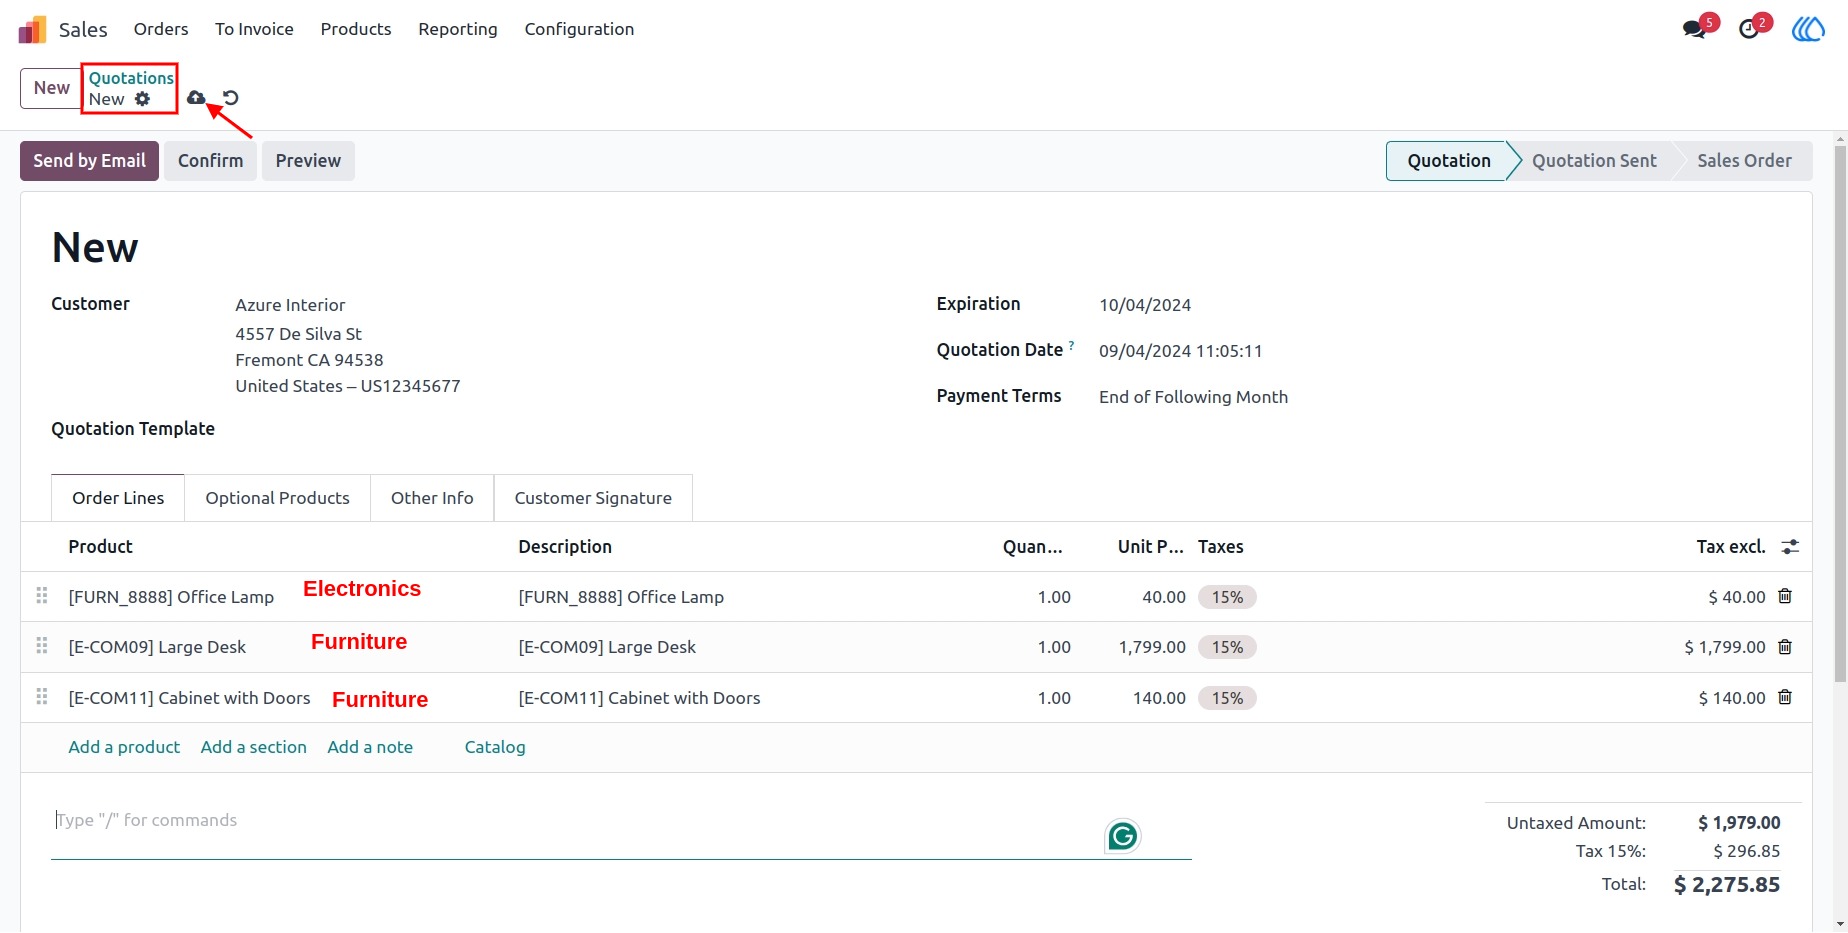 Sales Orders To Invoice Products Reporting Configuration 5 2
New Quotations
New
Send by Email Confirm Preview Quotation Quotation Sent Sales Order
New
Customer Azure Interior Expiration 10/04/2024
4557 De Silva St
Fremont CA 94538 Quotation Date ? 09/04/2024 11:05:11
United States – US12345677 Payment Terms End of Following Month
Quotation Template
Order Lines Optional Products Other Info Customer Signature
Product Description Quan... Unit P... Taxes Tax excl.
[FURN_8888] Office Lamp Electronics [FURN_8888] Office Lamp 1.00 40.00 15% $ 40.00
[E-COM09] Large Desk Furniture [E-COM09] Large Desk 1.00 1,799.00 15% $ 1,799.00
[E-COM11] Cabinet with Doors Furniture [E-COM11] Cabinet with Doors 1.00 140.00 15% $ 140.00
Add a product Add a section Add a note Catalog
Type "/" for commands Untaxed Amount: $ 1,979.00
Tax 15%: $ 296.85
Total: $ 2,275.85